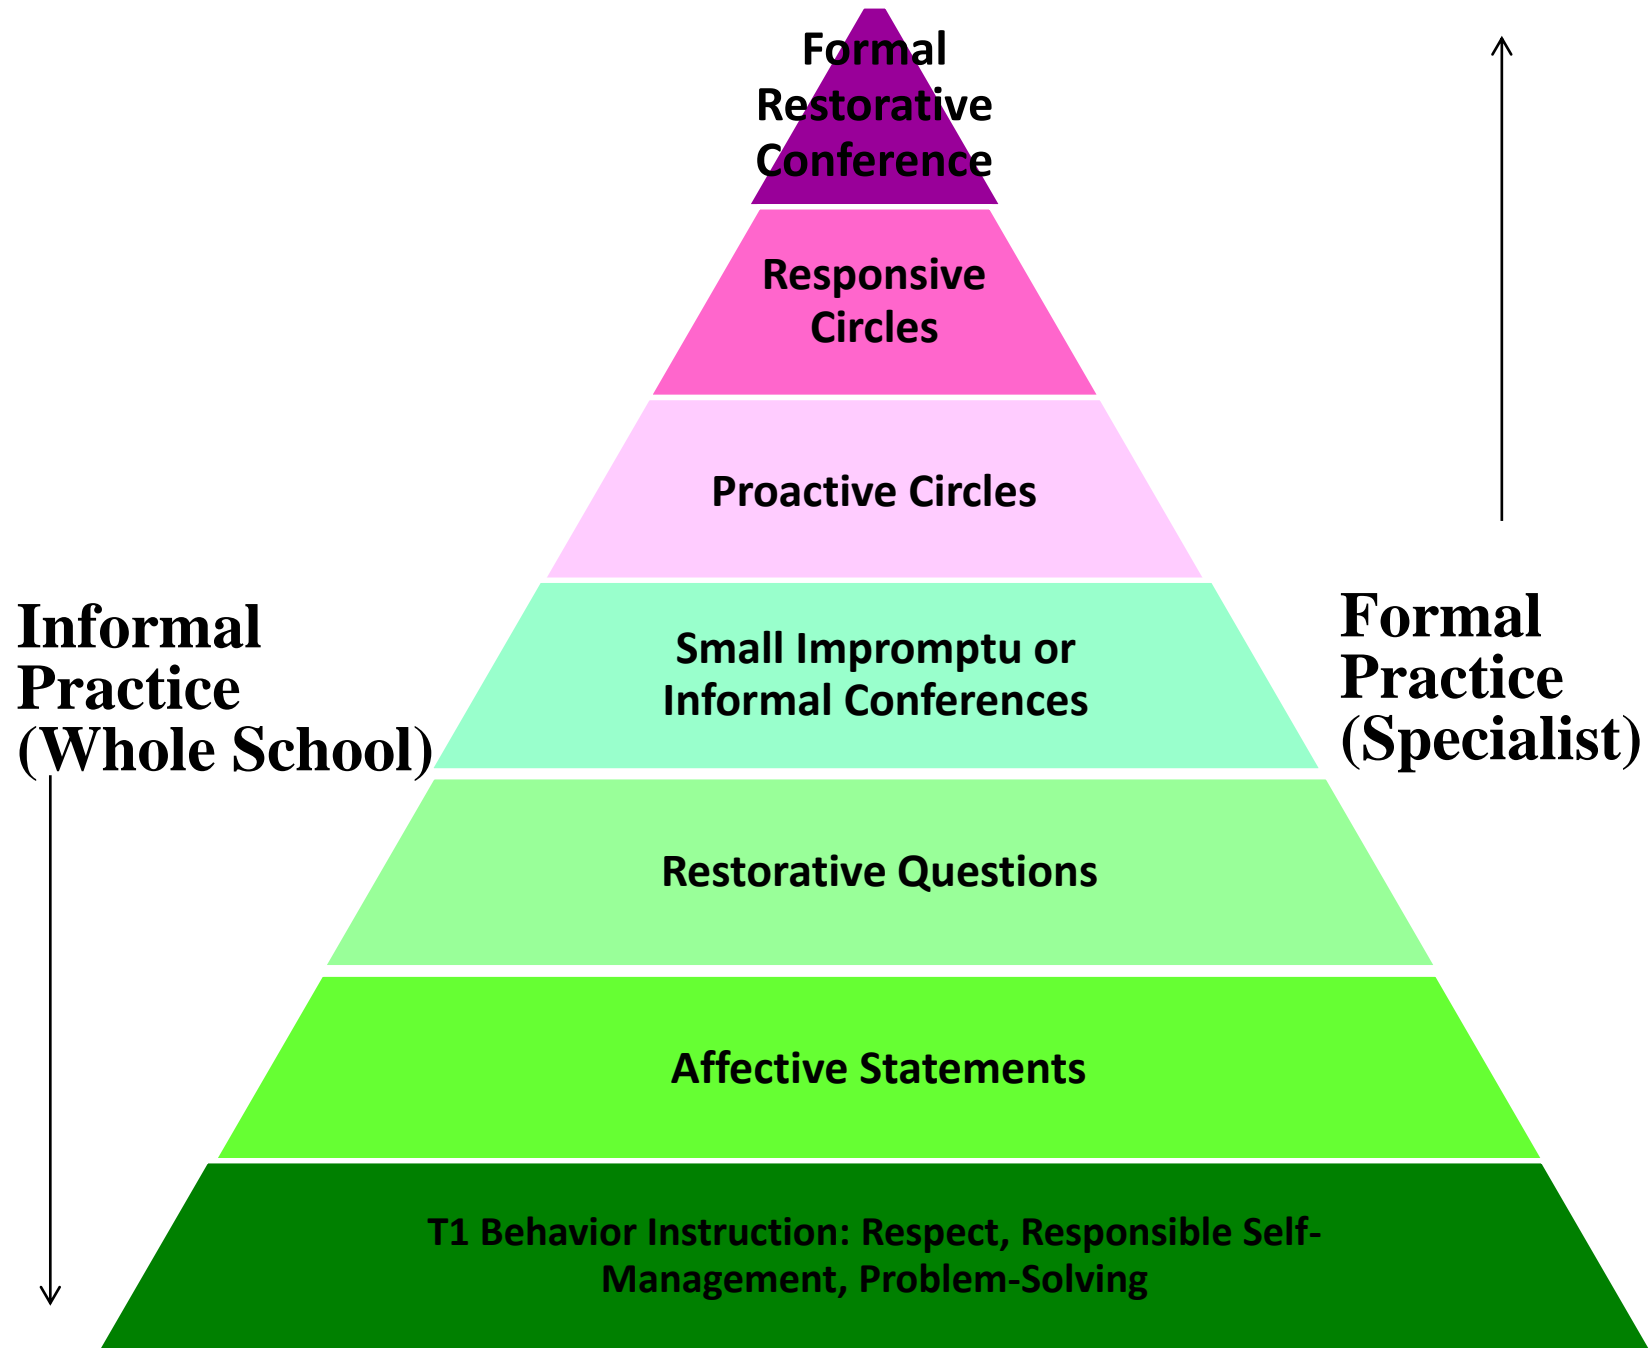 Formal
Restorative
Conference
Responsive
Circles
Proactive Circles
Small Impromptu or
Informal Conferences
Informal
Practice
(Whole School)
Formal
Practice
(Specialist)
Restorative Questions
Affective Statements
T1 Behavior Instruction: Respect, Responsible Self-
Management, Problem-Solving